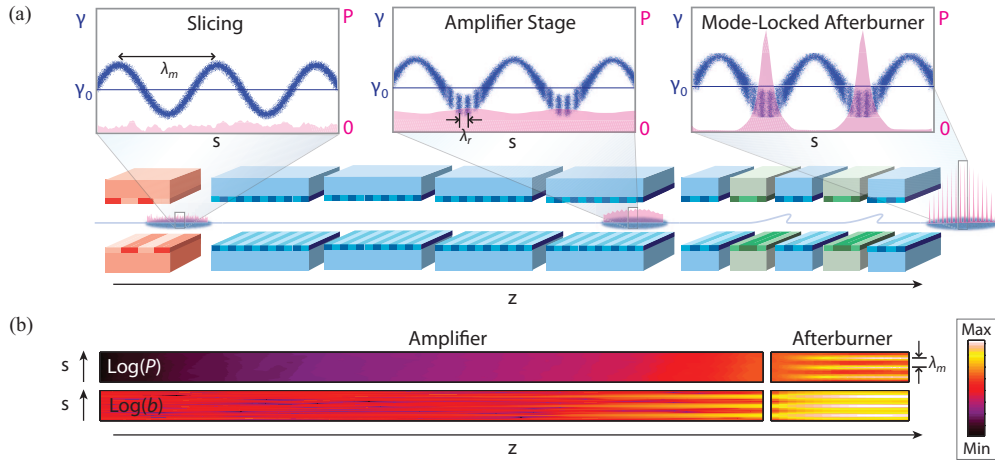 (a)
γ
Slicing
P
λm
γ0
0
s
γ
Amplifier Stage
P
γ0
λr
0
s
γ
Mode-Locked Afterburner
P
γ0
0
s
z
(b)
Amplifier
Afterburner
s
Log(P)
λm
s
Log(b)
z
Max
Min